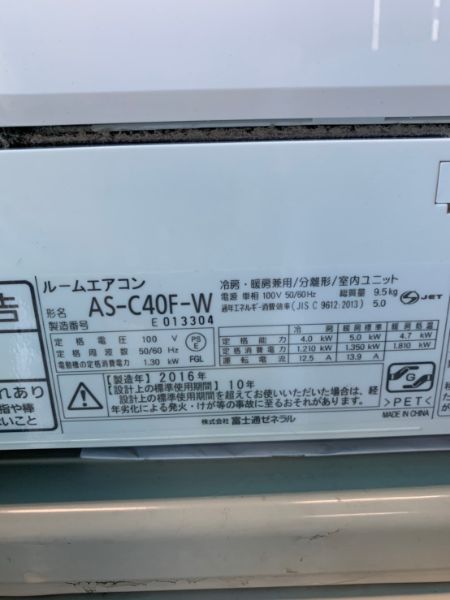 ルームエアコン
冷房・暖房兼用/分離形/室内ユニット
形名 AS-C40F-W
電源 単相 100V 50/60Hz 総質量 9.5kg
製造番号 E 013304
通年エネルギー消費効率(JIS C 9612:2013) 5.0
JET
定格電圧 100 V
定格周波数 50/60 Hz
電動機の定格消費電力 1.30 kW
PS E
FGL
冷房 暖房標準 暖房低温
定格能力 4.0 kW 5.0 kW 4.7 kW
定格消費電力 1.210 kW 1.350 kW 1.810 kW
運転電流 12.5 A 13.9 A
【製造年】2016年
【設計上の標準使用期間】10年
設計上の標準使用期間を超えてお使いいただいた場合は、経
年劣化による発火・けが等の事故に至るおそれがあります。
株式会社 富士通ゼネラル
>PET<
MADE IN CHINA
告
れあり
指や棒
いこと